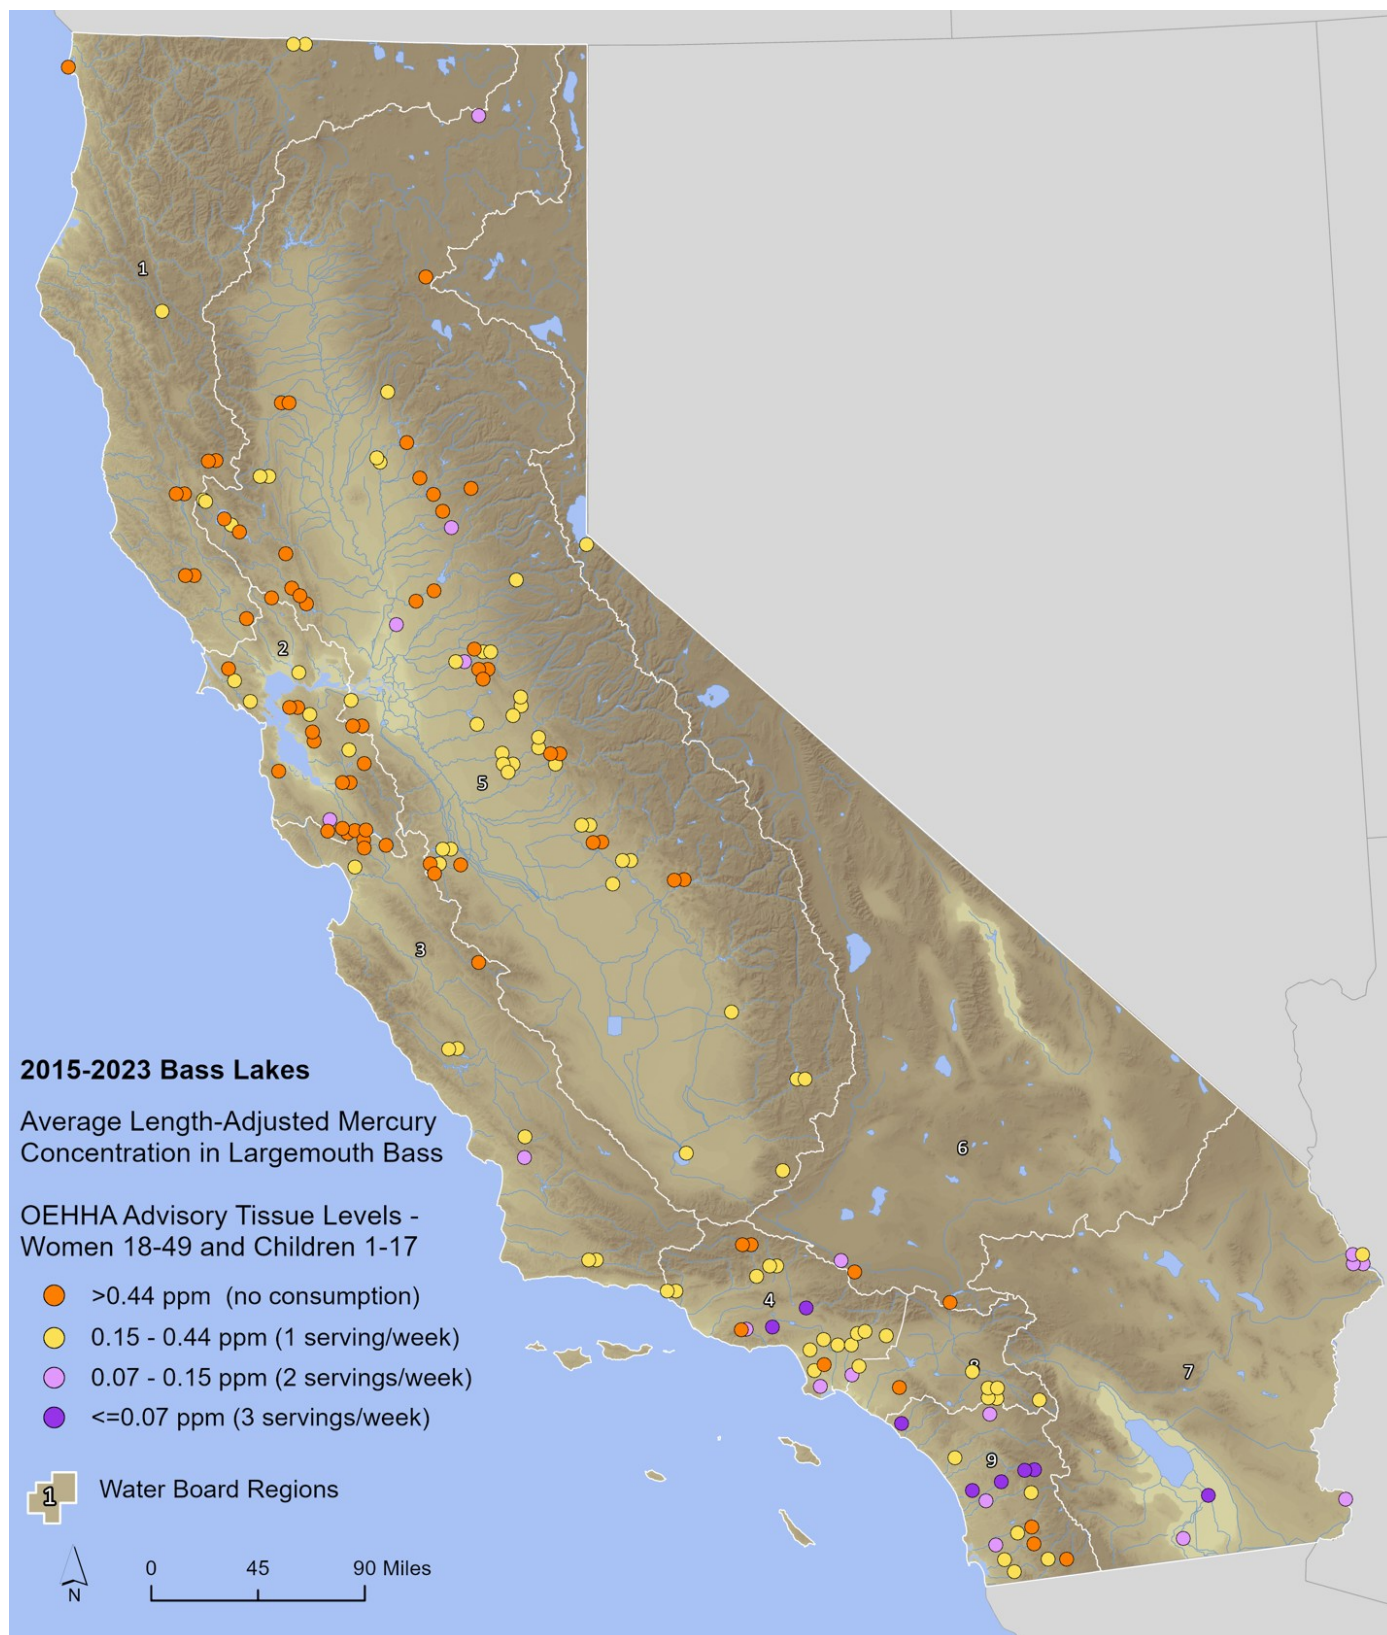 1
2
5
3
6
4
8
7
9
2015-2023 Bass Lakes
Average Length-Adjusted Mercury
Concentration in Largemouth Bass
OEHHA Advisory Tissue Levels -
Women 18-49 and Children 1-17
>0.44 ppm (no consumption)
0.15 - 0.44 ppm (1 serving/week)
0.07 - 0.15 ppm (2 servings/week)
<=0.07 ppm (3 servings/week)
1 Water Board Regions
0 45 90 Miles
N